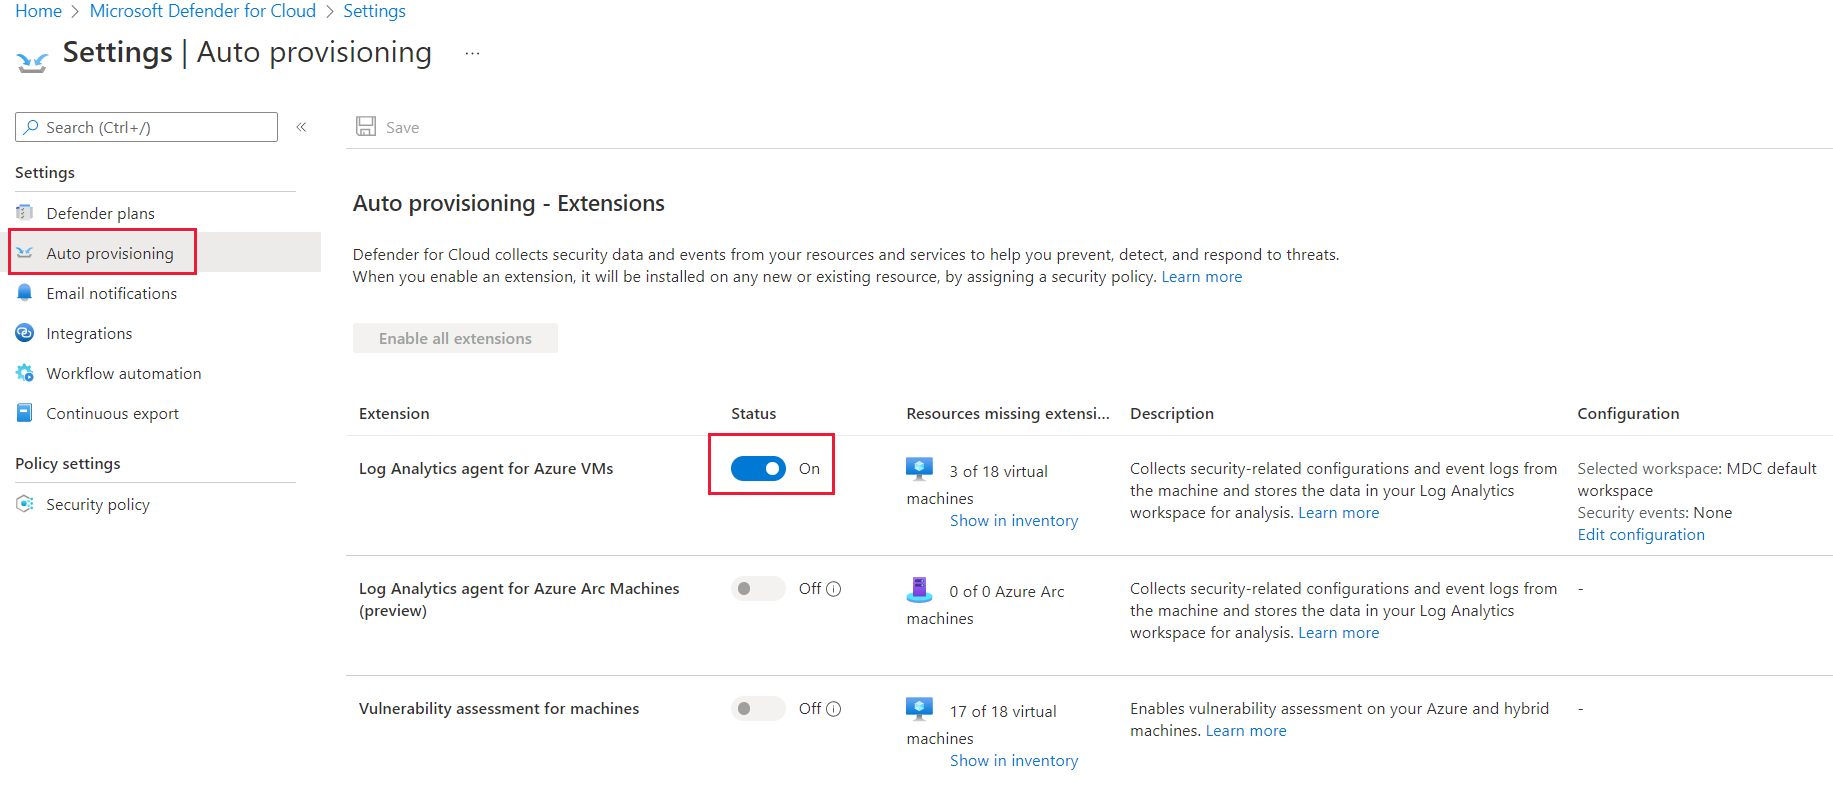 Home > Microsoft Defender for Cloud > Settings
Settings | Auto provisioning ...
Search (Ctrl+/) «
Save
Settings
Defender plans
Auto provisioning
Email notifications
Integrations
Workflow automation
Continuous export
Policy settings
Security policy
Auto provisioning - Extensions
Defender for Cloud collects security data and events from your resources and services to help you prevent, detect, and respond to threats.
When you enable an extension, it will be installed on any new or existing resource, by assigning a security policy. Learn more
Enable all extensions
Extension Status Resources missing extensi... Description Configuration
Log Analytics agent for Azure VMs
On
3 of 18 virtual
machines
Show in inventory
Collects security-related configurations and event logs from
the machine and stores the data in your Log Analytics
workspace for analysis. Learn more
Selected workspace: MDC default
workspace
Security events: None
Edit configuration
Log Analytics agent for Azure Arc Machines
(preview)
Off
0 of 0 Azure Arc
machines
Collects security-related configurations and event logs from
the machine and stores the data in your Log Analytics
workspace for analysis. Learn more
-
Vulnerability assessment for machines
Off
17 of 18 virtual
machines
Show in inventory
Enables vulnerability assessment on your Azure and hybrid
machines. Learn more
-